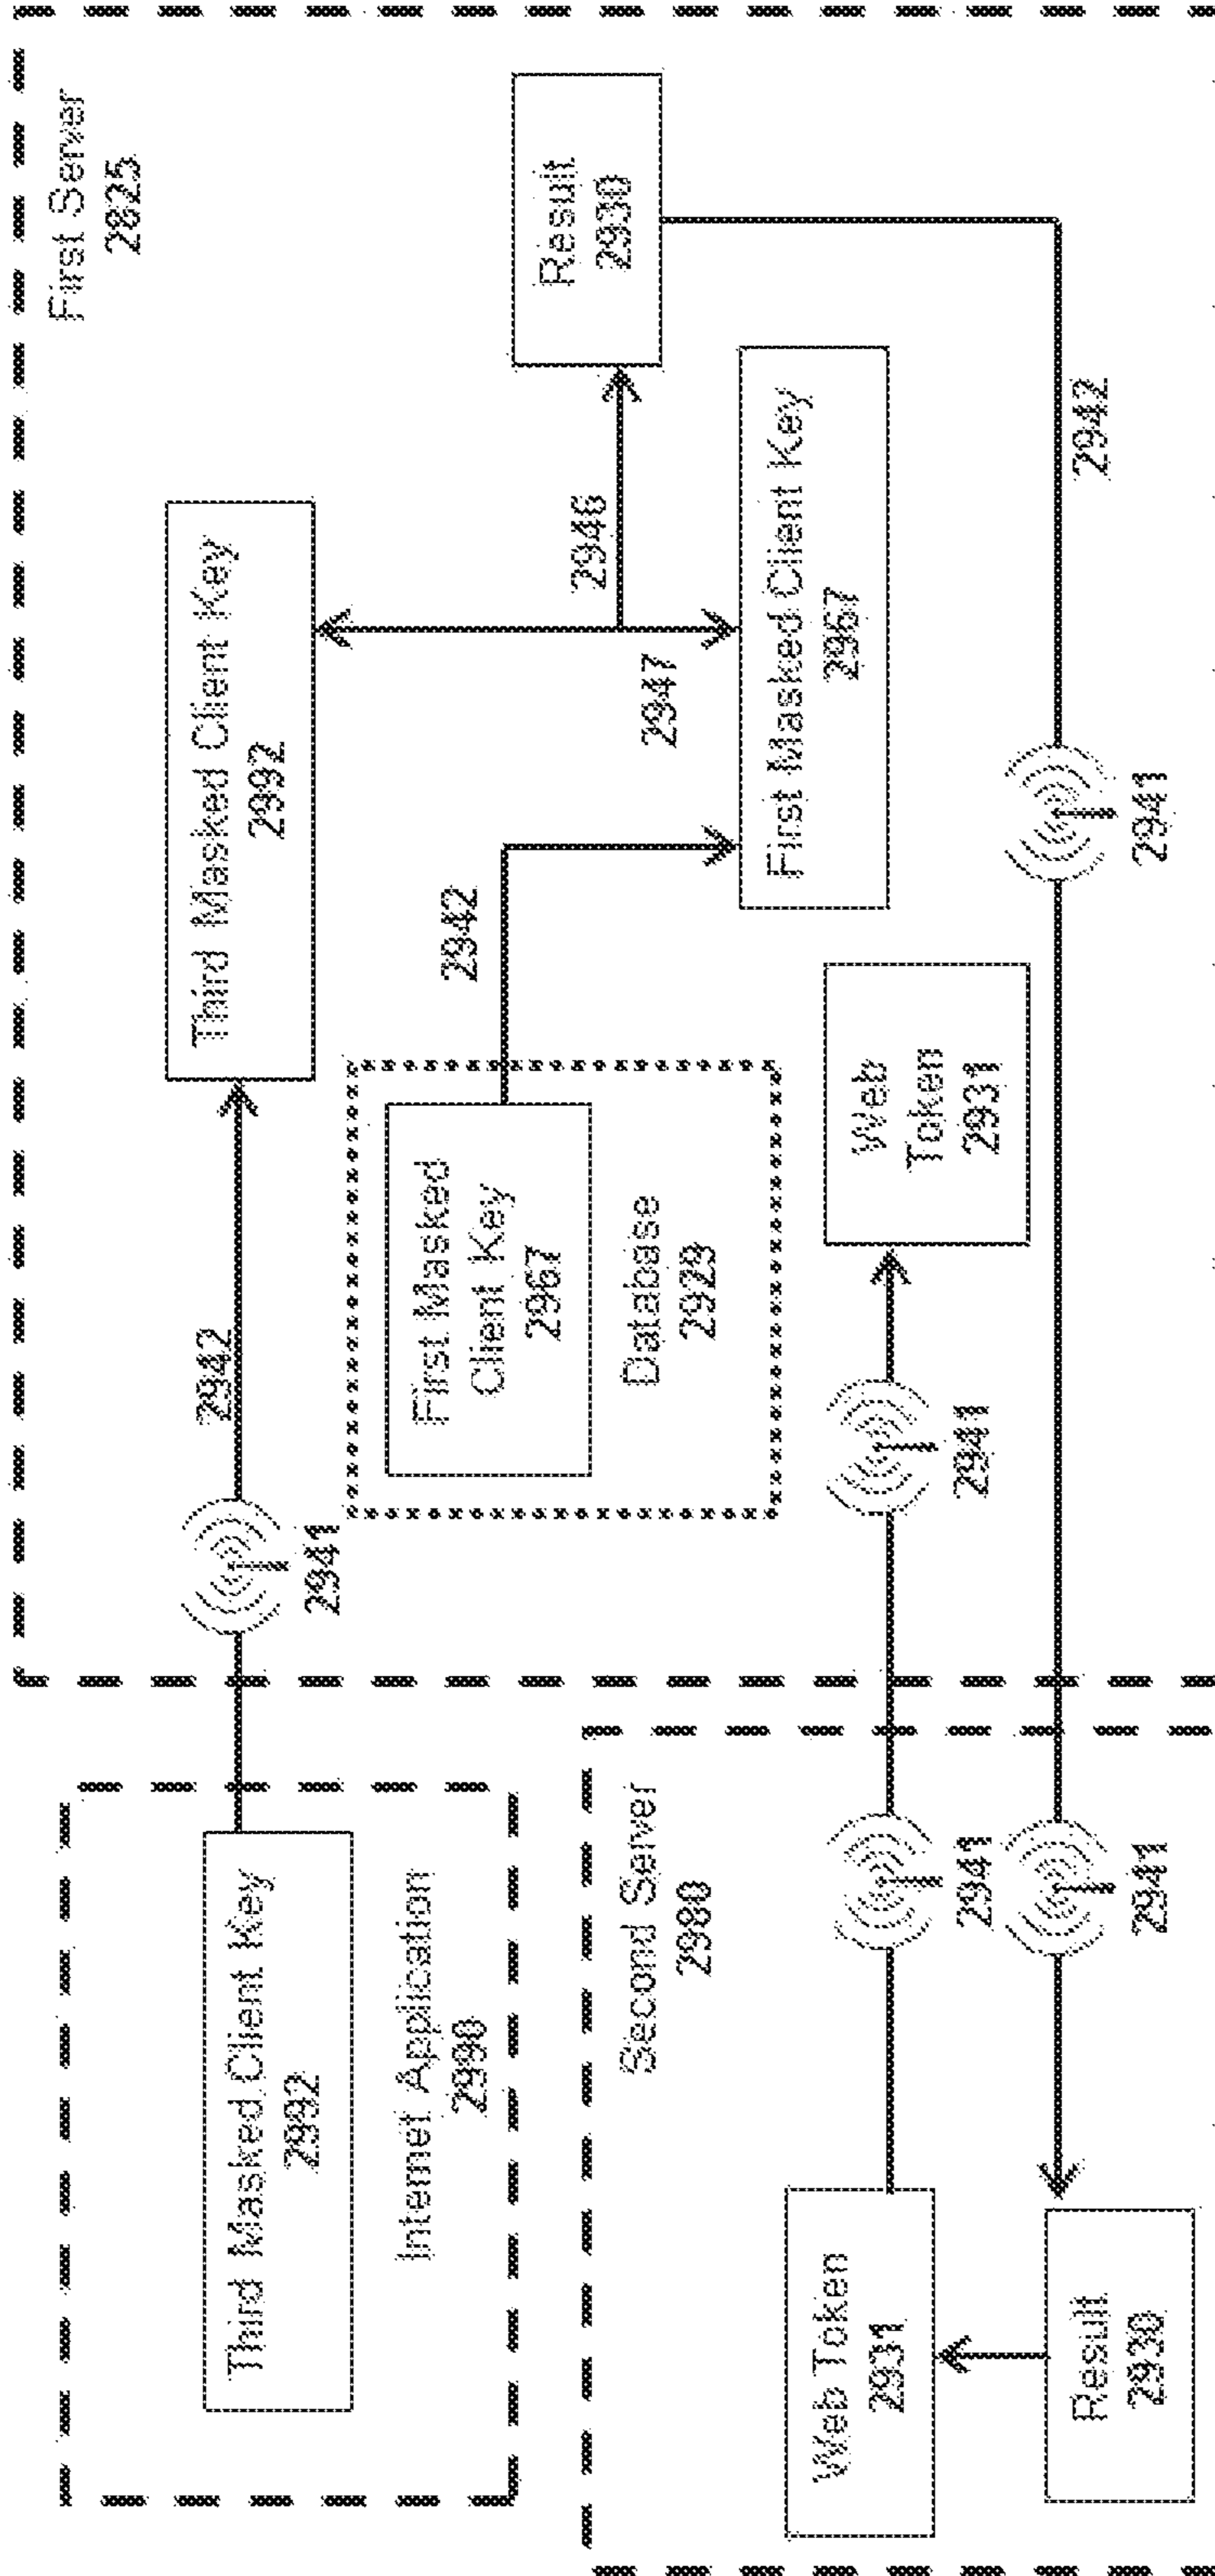 First Server
2825
Third Masked Client Key
2992
Internet Application
2990
2941
2942
Third Masked Client Key
2992
First Masked
Client Key
2967
Database
2929
2942
2947
2946
Result
2930
First Masked Client Key
2967
Second Server
2980
Web Token
2931
2941
2941
Web
Token
2931
Result
2930
2941
2941
2942